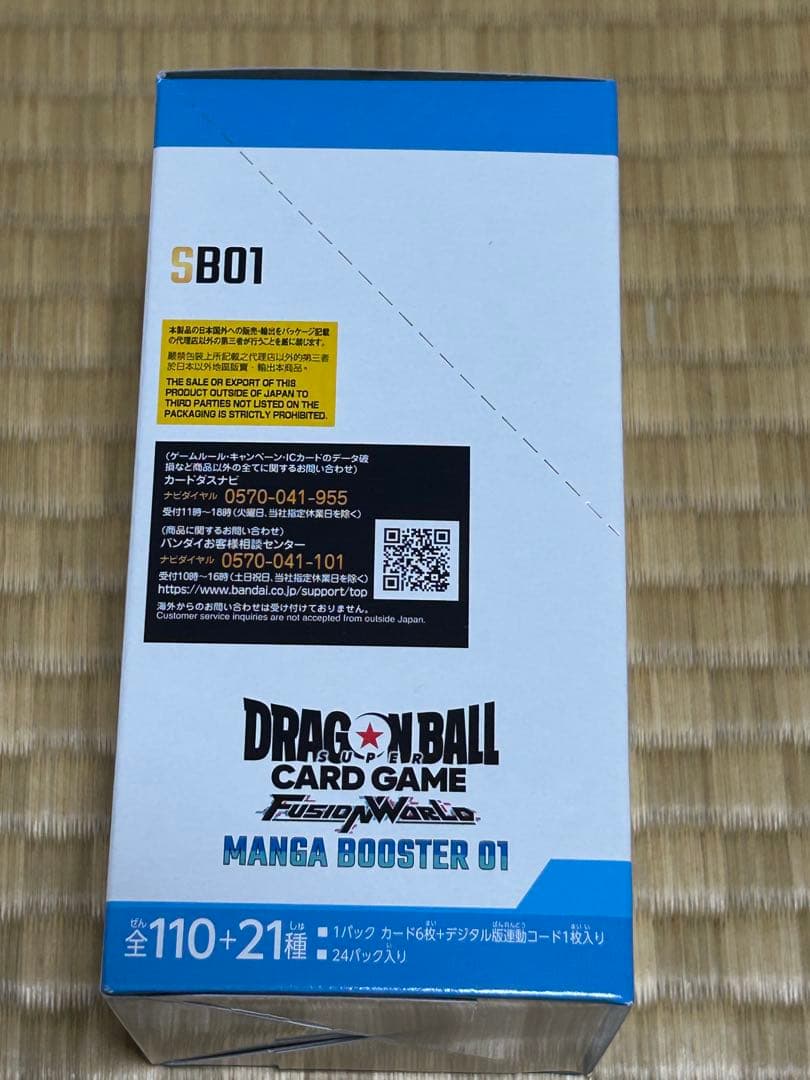 SB01
本製品の日本国外への販売・輸出をパッケージ記載
の代理店以外の第三者が行うことを厳に禁じます。
嚴禁包裝上所記載之代理店以外的第三者
於日本以外地區販賣・輸出本商品。
THE SALE OR EXPORT OF THIS
PRODUCT OUTSIDE OF JAPAN TO
THIRD PARTIES NOT LISTED ON THE
PACKAGING IS STRICTLY PROHIBITED.
(ゲームルール・キャンペーン・ICカードのデータ破
損など商品以外の全てに関するお問い合わせ)
カードダスナビ
ナビダイヤル 0570-041-955
受付11時~18時(火曜日、当社指定休業日を除く)
(商品に関するお問い合わせ)
バンダイお客様相談センター
ナビダイヤル 0570-041-101
受付10時~16時(土日祝日、当社指定休業日を除く)
https://www.bandai.co.jp/support/top
海外からのお問い合わせは受け付けておりません。
Customer service inquiries are not accepted from outside Japan.
DRAGON BALL
SUPER
CARD GAME
FUSION WORLD
MANGA BOOSTER 01
全110+21種
■1パック カード6枚+デジタル版連動コード1枚入り
■24パック入り